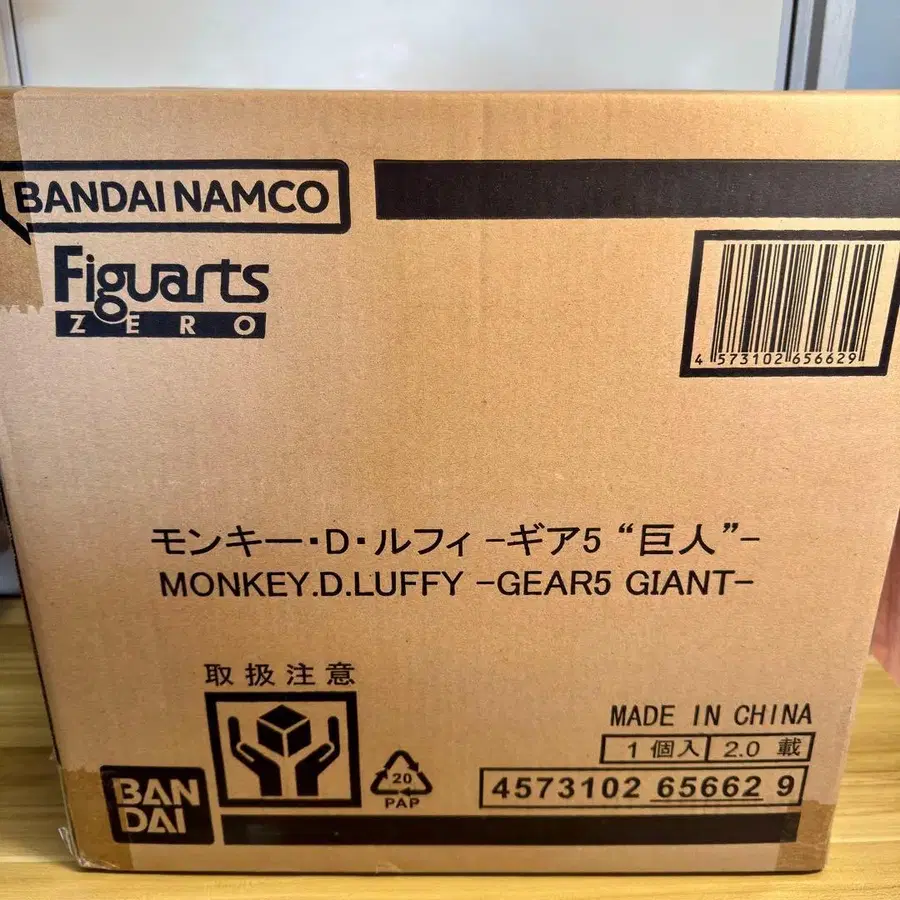 BANDAI NAMCO
Figuarts
ZERO
4 573102 656629
モンキー・D・ルフィ -ギア5 “巨人”-
MONKEY.D.LUFFY -GEAR5 GIANT-
取扱注意
MADE IN CHINA
1個入 2.0 載
20
PAP
4573102 65662 9
BAN
DAI